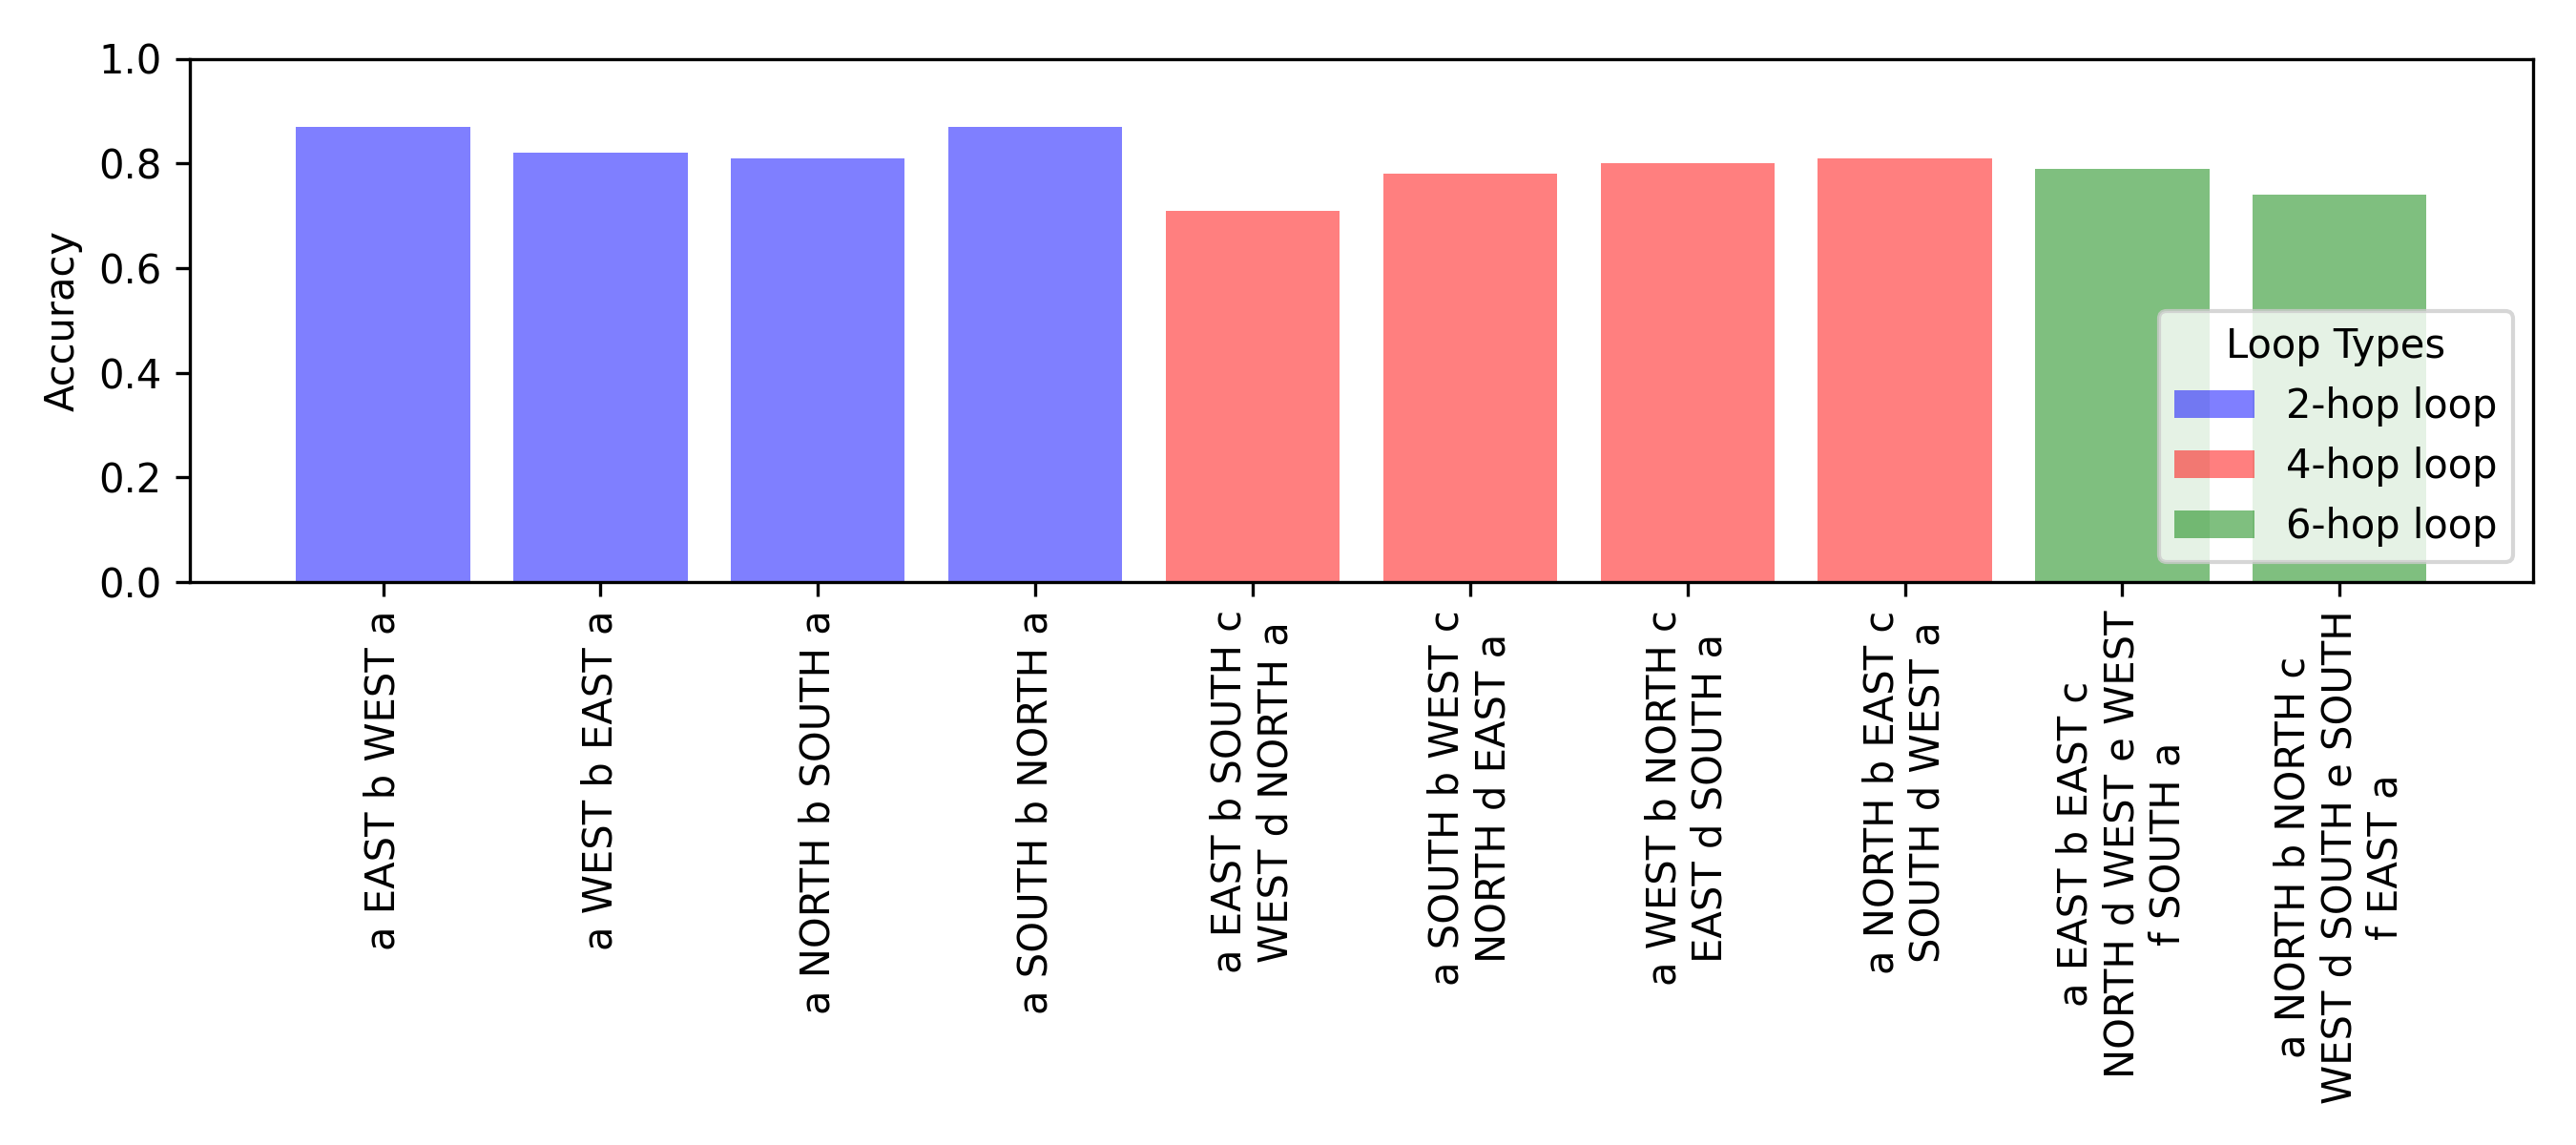 Accuracy
1.0
0.8
0.6
0.4
0.2
0.0
Loop Types
2-hop loop
4-hop loop
6-hop loop
a EAST b WEST a
a WEST b EAST a
a NORTH b SOUTH a
a SOUTH b NORTH a
a EAST b SOUTH c
WEST d NORTH a
a SOUTH b WEST c
NORTH d EAST a
a WEST b NORTH c
EAST d SOUTH a
a NORTH b EAST c
SOUTH d WEST a
a EAST b EAST c
NORTH d WEST e WEST
f SOUTH a
a NORTH b NORTH c
WEST d SOUTH e SOUTH
f EAST a